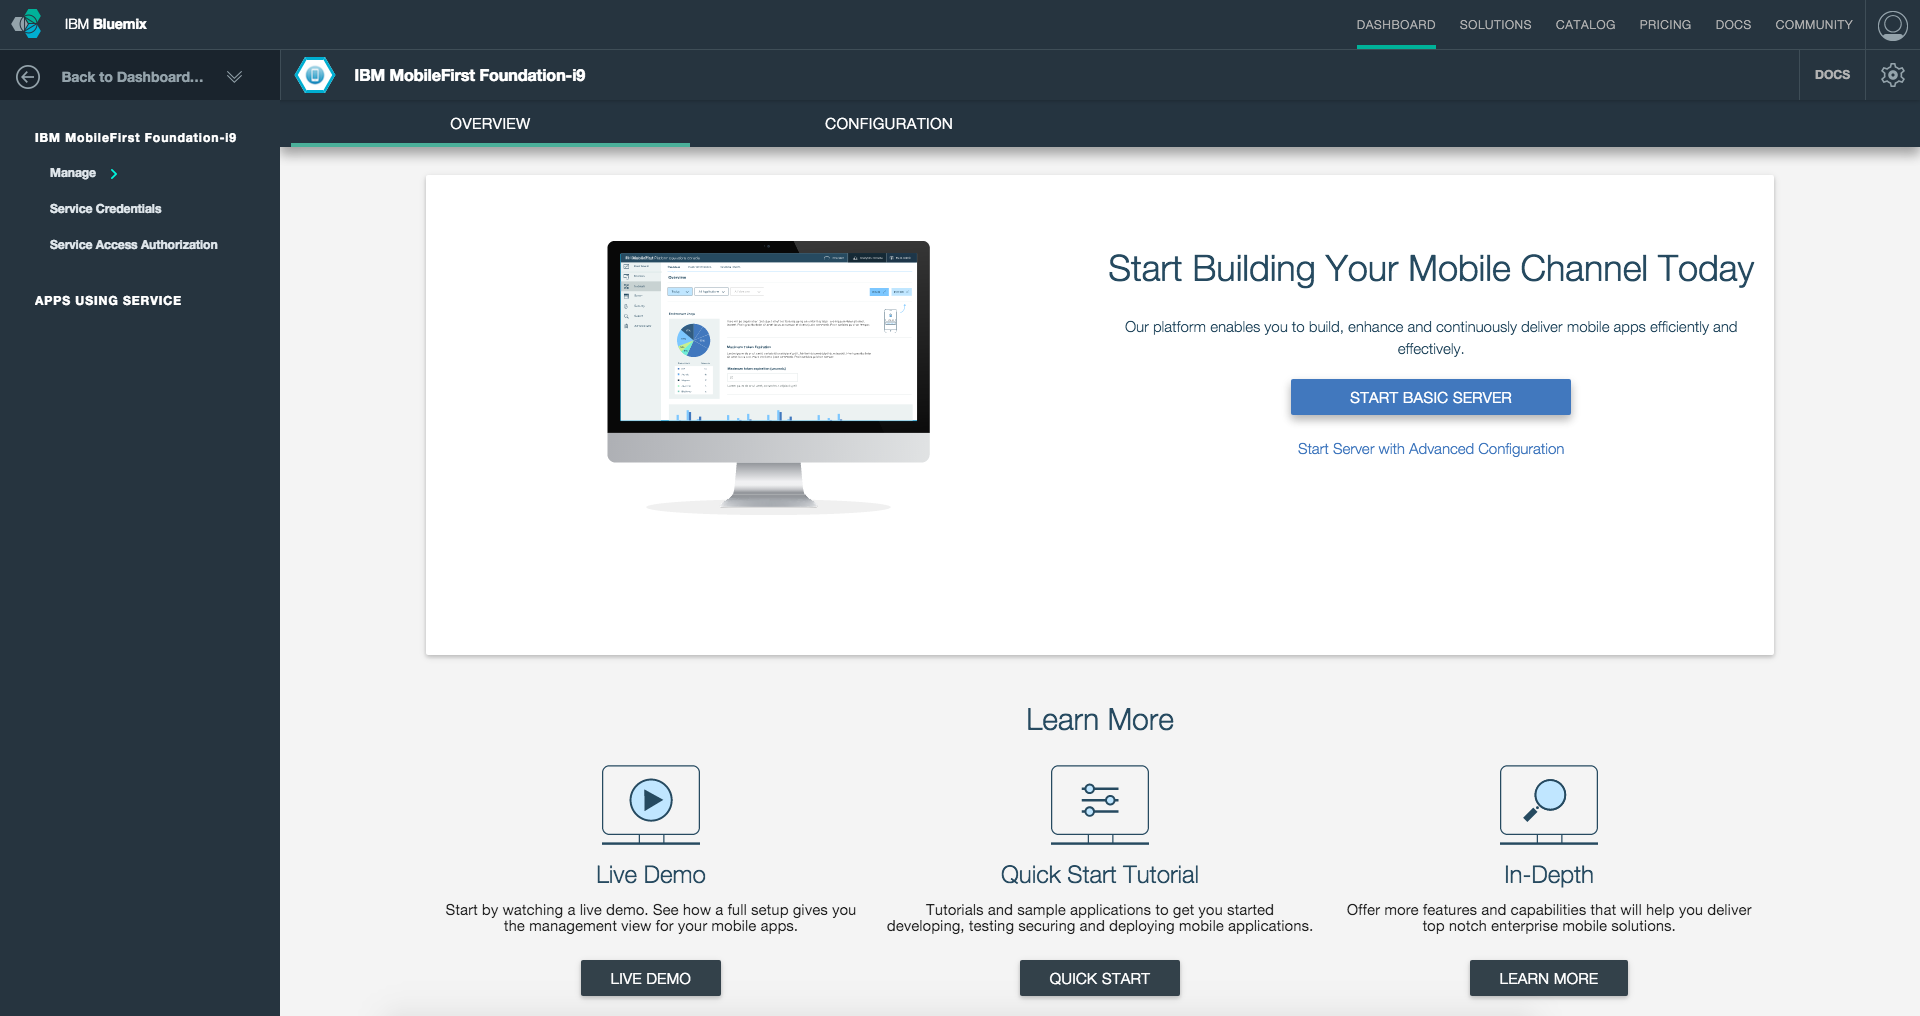 IBM Bluemix
DASHBOARD SOLUTIONS CATALOG PRICING DOCS COMMUNITY
Back to Dashboard...
IBM MobileFirst Foundation-i9
DOCS
IBM MobileFirst Foundation-i9
Manage
Service Credentials
Service Access Authorization
APPS USING SERVICE
OVERVIEW CONFIGURATION
Overview
Start Building Your Mobile Channel Today
Our platform enables you to build, enhance and continuously deliver mobile apps efficiently and
effectively.
START BASIC SERVER
Start Server with Advanced Configuration
Learn More
Live Demo
Start by watching a live demo. See how a full setup gives you
the management view for your mobile apps.
LIVE DEMO
Quick Start Tutorial
Tutorials and sample applications to get you started
developing, testing securing and deploying mobile applications.
QUICK START
In-Depth
Offer more features and capabilities that will help you deliver
top notch enterprise mobile solutions.
LEARN MORE